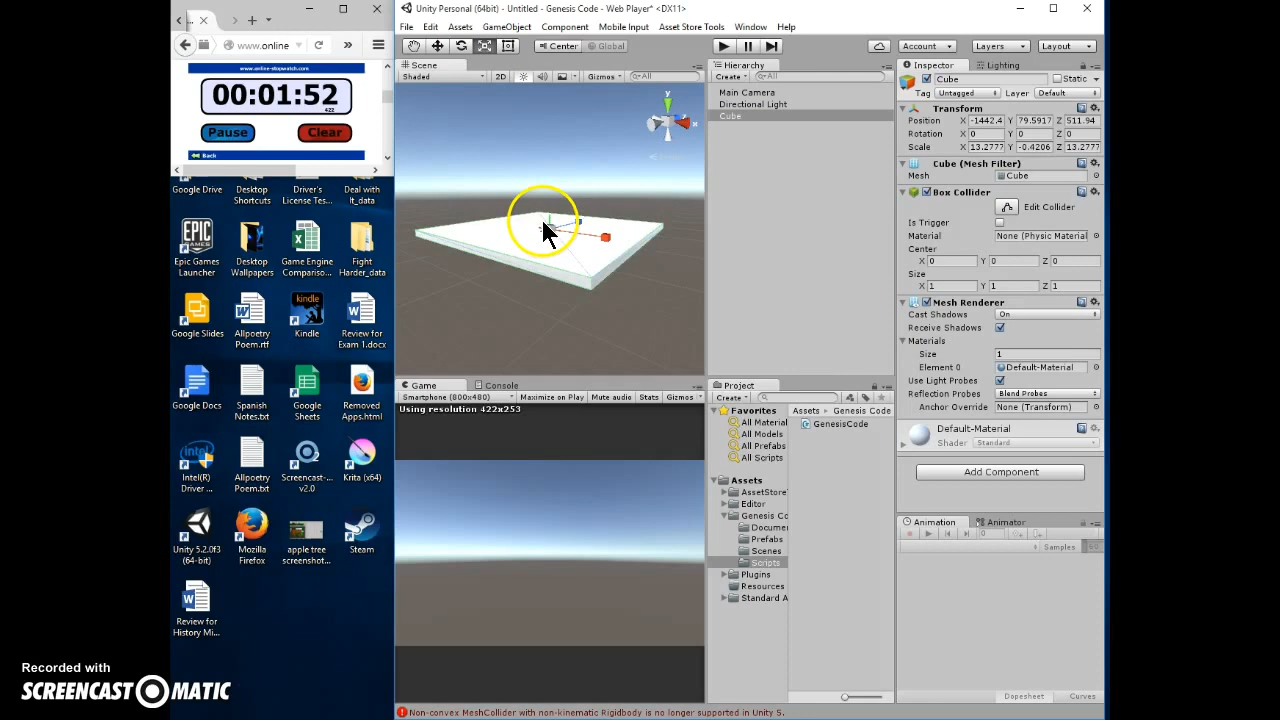 Unity Personal (64bit) - Untitled - Genesis Code - Web Player* <DX11>
File Edit Assets GameObject Component Mobile Input Asset Store Tools Window Help
Center Global
Account Layers Layout
www.online
www.online-stopwatch.com
00:01:52
422
Pause Clear
Back
Scene
Shaded 2D Gizmos All
y
x
Hierarchy
Create All
Main Camera
Directional Light
Cube
Inspector Lighting
Cube Static
Tag Untagged Layer Default
Transform
Position X -1442.4 Y 79.5917 Z 511.94
Rotation X 0 Y 0 Z 0
Scale X 13.2777 Y -0.4206 Z 13.2777
Cube (Mesh Filter)
Mesh Cube
Box Collider
Edit Collider
Is Trigger
Material None (Physic Material
Center
X 0 Y 0 Z 0
Size
X 1 Y 1 Z 1
Mesh Renderer
Cast Shadows On
Receive Shadows
Materials
Size 1
Element 0 Default-Material
Use Light Probes
Reflection Probes Blend Probes
Anchor Override None (Transform)
Default-Material
Shader Standard
Add Component
Animation Animator
0 Samples
Dopesheet Curves
Google Drive
Desktop Shortcuts
Driver's License Tes...
Deal with It_data
EPIC GAMES
Epic Games Launcher
Desktop Wallpapers
Game Engine Compariso...
Fight Harder_data
Google Slides
Allpoetry Poem.rtf
kindle
Kindle
Review for Exam 1.docx
Google Docs
Spanish Notes.txt
Google Sheets
Removed Apps.html
intel
Intel(R) Driver ...
Allpoetry Poem.txt
Screencast-... v2.0
Krita (x64)
Unity 5.2.0f3 (64-bit)
Mozilla Firefox
apple tree screenshot...
Steam
Review for History Mi...
Game Console
Smartphone (800x480) Maximize on Play Mute audio Stats Gizmos
Using resolution 422x253
Project
Create
Favorites
All Material
All Models
All Prefabs
All Scripts
Assets
AssetStore
Editor
Genesis Co
Docume
Prefabs
Scenes
Scripts
Plugins
Resources
Standard A
Assets Genesis Code
GenesisCode
Non-convex MeshCollider with non-kinematic Rigidbody is no longer supported in Unity 5.
Recorded with
SCREENCAST O MATIC